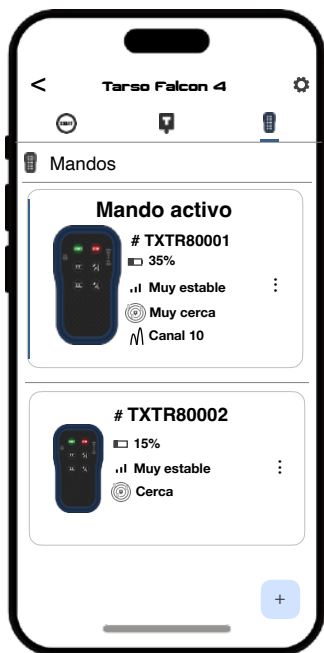 <
Tarso Falcon 4
START
T
Mandos
Mando activo
# TXTR80001
35%
Muy estable
Muy cerca
Canal 10
# TXTR80002
15%
Muy estable
Cerca
+